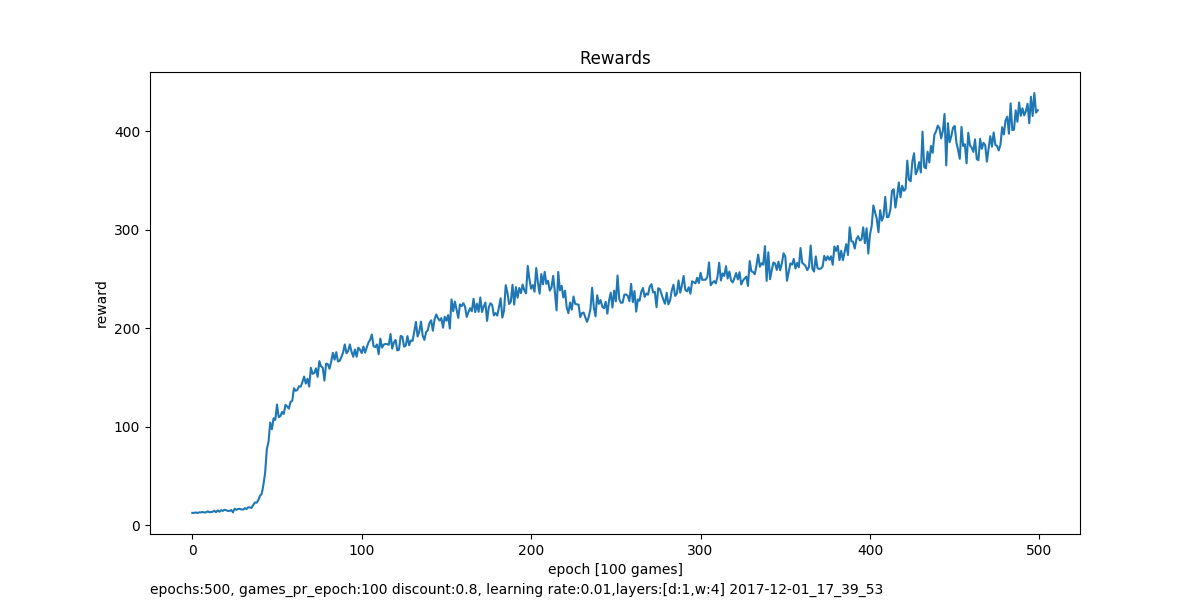 Rewards
400
300
200
100
0
reward
0 100 200 300 400 500
epoch [100 games]
epochs:500, games_pr_epoch:100 discount:0.8, learning rate:0.01,layers:[d:1,w:4] 2017-12-01_17_39_53